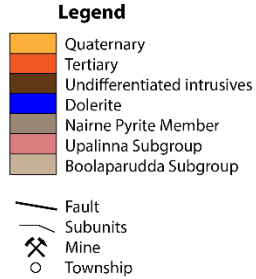 Legend
Quaternary
Tertiary
Undifferentiated intrusives
Dolerite
Nairne Pyrite Member
Upalinna Subgroup
Boolaparudda Subgroup
Fault
Subunits
Mine
Township